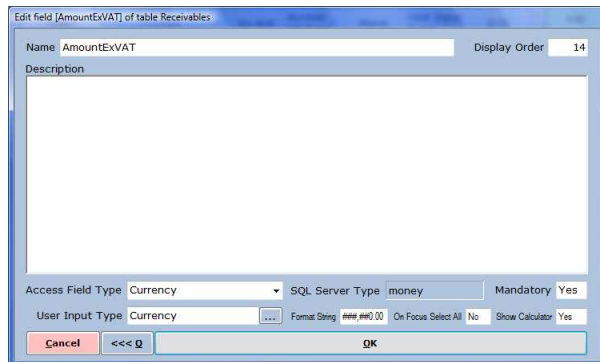 Edit field [AmountExVAT] of table Receivables
Name AmountExVAT Display Order 14
Description
Access Field Type Currency SQL Server Type money Mandatory Yes
User Input Type Currency ... Format String ###,##0.00 On Focus Select All No Show Calculator Yes
Cancel <<< Q OK